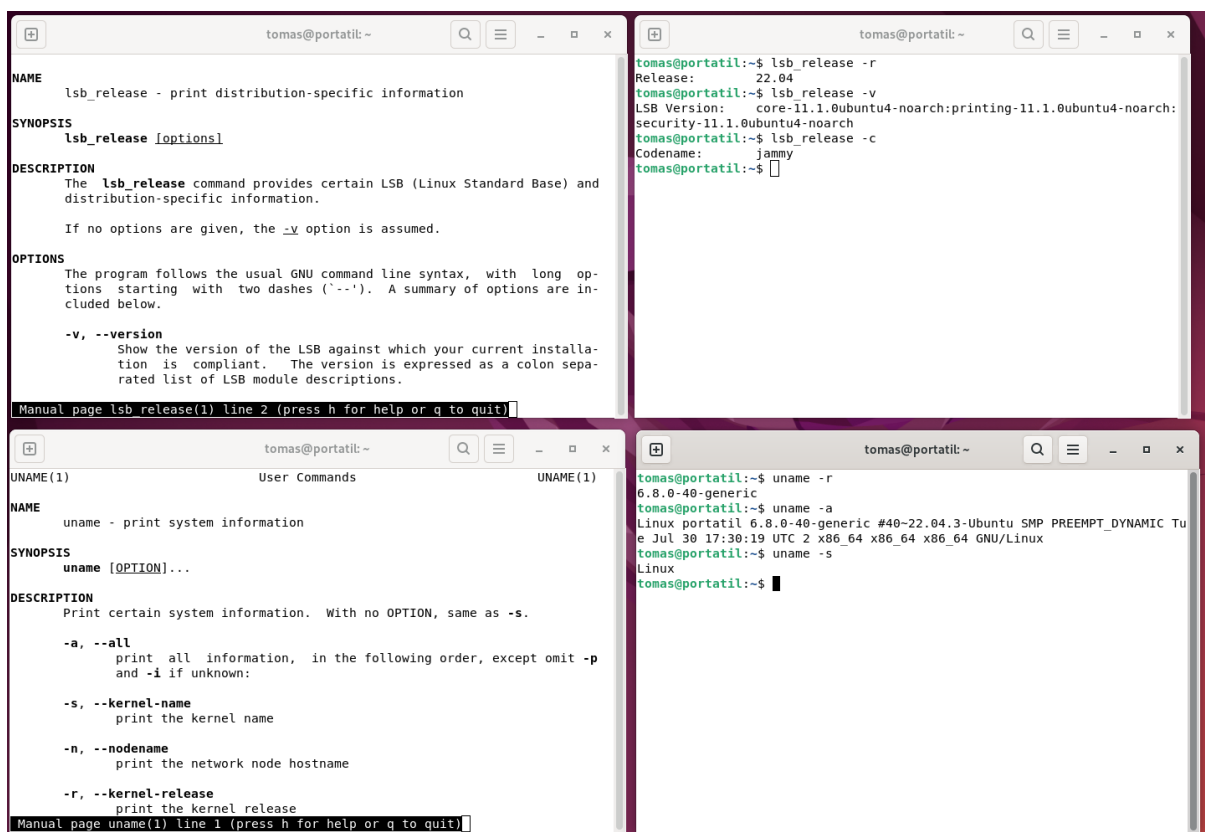 tomas@portatil: ~
NAME
lsb_release - print distribution-specific information
SYNOPSIS
lsb_release [options]
DESCRIPTION
The lsb_release command provides certain LSB (Linux Standard Base) and
distribution-specific information.
If no options are given, the -v option is assumed.
OPTIONS
The program follows the usual GNU command line syntax, with long op-
tions starting with two dashes (`--'). A summary of options are in-
cluded below.
-v, --version
Show the version of the LSB against which your current installa-
tion is compliant. The version is expressed as a colon sepa-
rated list of LSB module descriptions.
Manual page lsb_release(1) line 2 (press h for help or q to quit)
tomas@portatil: ~
tomas@portatil:~$ lsb_release -r
Release: 22.04
tomas@portatil:~$ lsb_release -v
LSB Version: core-11.1.0ubuntu4-noarch:printing-11.1.0ubuntu4-noarch:
security-11.1.0ubuntu4-noarch
tomas@portatil:~$ lsb_release -c
Codename: jammy
tomas@portatil:~$
tomas@portatil: ~
UNAME(1) User Commands UNAME(1)
NAME
uname - print system information
SYNOPSIS
uname [OPTION]...
DESCRIPTION
Print certain system information. With no OPTION, same as -s.
-a, --all
print all information, in the following order, except omit -p
and -i if unknown:
-s, --kernel-name
print the kernel name
-n, --nodename
print the network node hostname
-r, --kernel-release
print the kernel release
Manual page uname(1) line 1 (press h for help or q to quit)
tomas@portatil: ~
tomas@portatil:~$ uname -r
6.8.0-40-generic
tomas@portatil:~$ uname -a
Linux portatil 6.8.0-40-generic #40~22.04.3-Ubuntu SMP PREEMPT_DYNAMIC Tu
e Jul 30 17:30:19 UTC 2 x86_64 x86_64 x86_64 GNU/Linux
tomas@portatil:~$ uname -s
Linux
tomas@portatil:~$